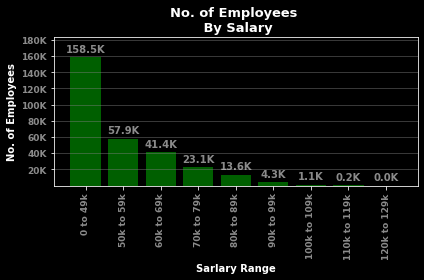 No. of Employees
By Salary
No. of Employees
180K
160K
140K
120K
100K
80K
60K
40K
20K
158.5K
57.9K
41.4K
23.1K
13.6K
4.3K
1.1K
0.2K
0.0K
0 to 49k
50k to 59k
60k to 69k
70k to 79k
80k to 89k
90k to 99k
100k to 109k
110k to 119k
120k to 129k
Sarlary Range